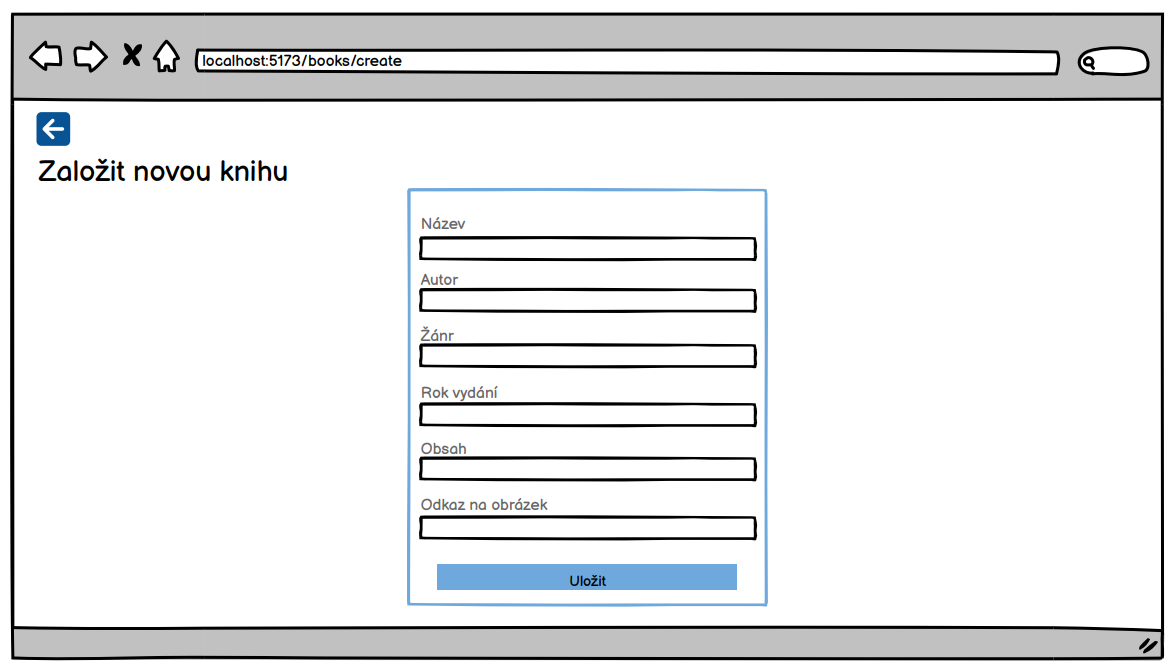 localhost:5173/books/create
Založit novou knihu
Název
Autor
Žánr
Rok vydání
Obsah
Odkaz na obrázek
Uložit